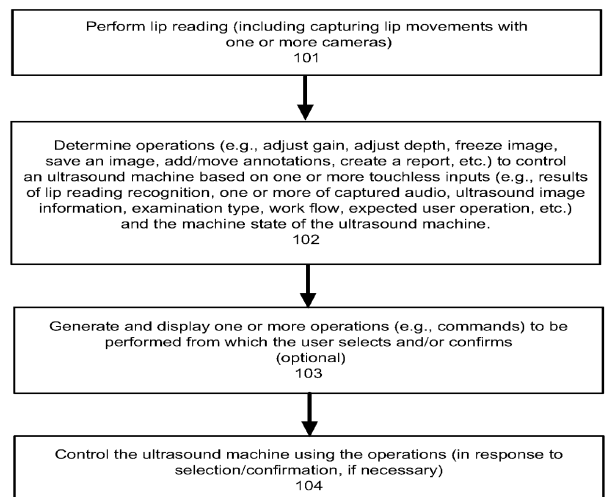 Perform lip reading (including capturing lip movements with
one or more cameras)
101
Determine operations (e.g., adjust gain, adjust depth, freeze image,
save an image, add/move annotations, create a report, etc.) to control
an ultrasound machine based on one or more touchless inputs (e.g., results
of lip reading recognition, one or more of captured audio, ultrasound image
information, examination type, work flow, expected user operation, etc.)
and the machine state of the ultrasound machine.
102
Generate and display one or more operations (e.g., commands) to be
performed from which the user selects and/or confirms
(optional)
103
Control the ultrasound machine using the operations (in response to
selection/confirmation, if necessary)
104